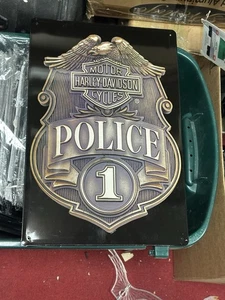 MOTOR
HARLEY-DAVIDSON
CYCLES
POLICE
1